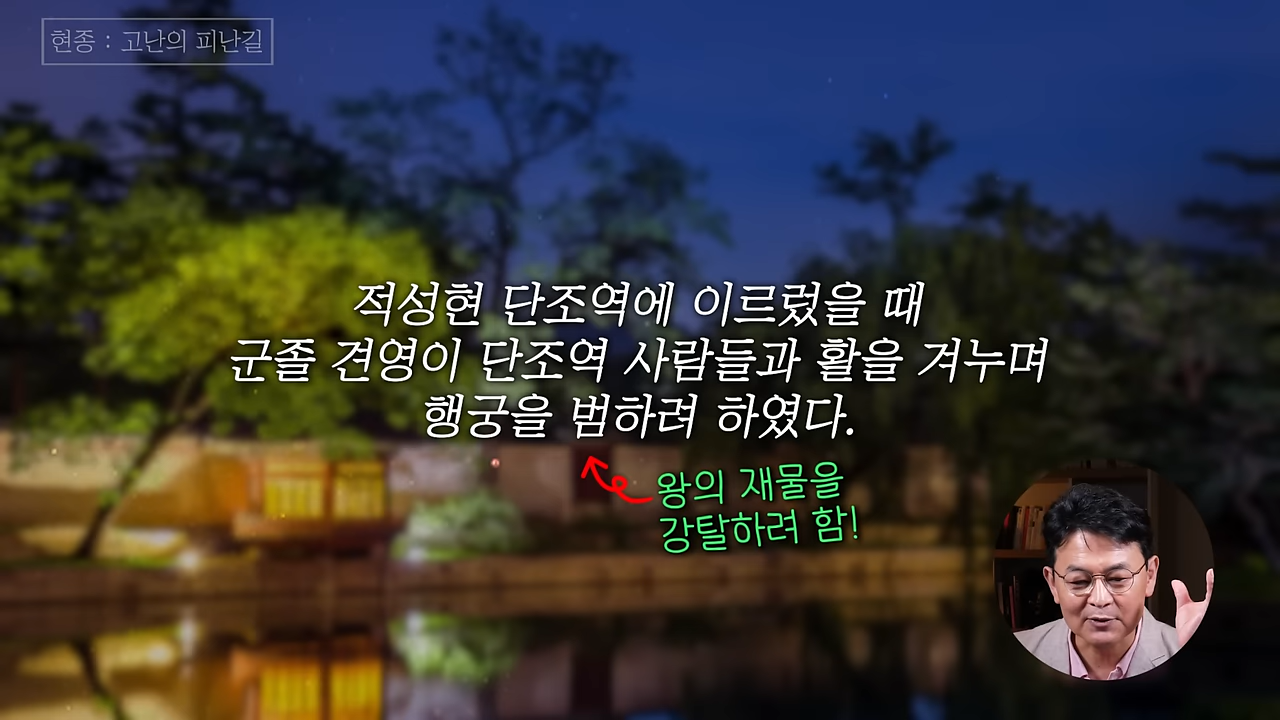 현종 : 고난의 피난길
적성현 단조역에 이르렀을 때
군졸 견영이 단조역 사람들과 활을 겨누며
행궁을 범하려 하였다.
왕의 재물을
강탈하려 함!